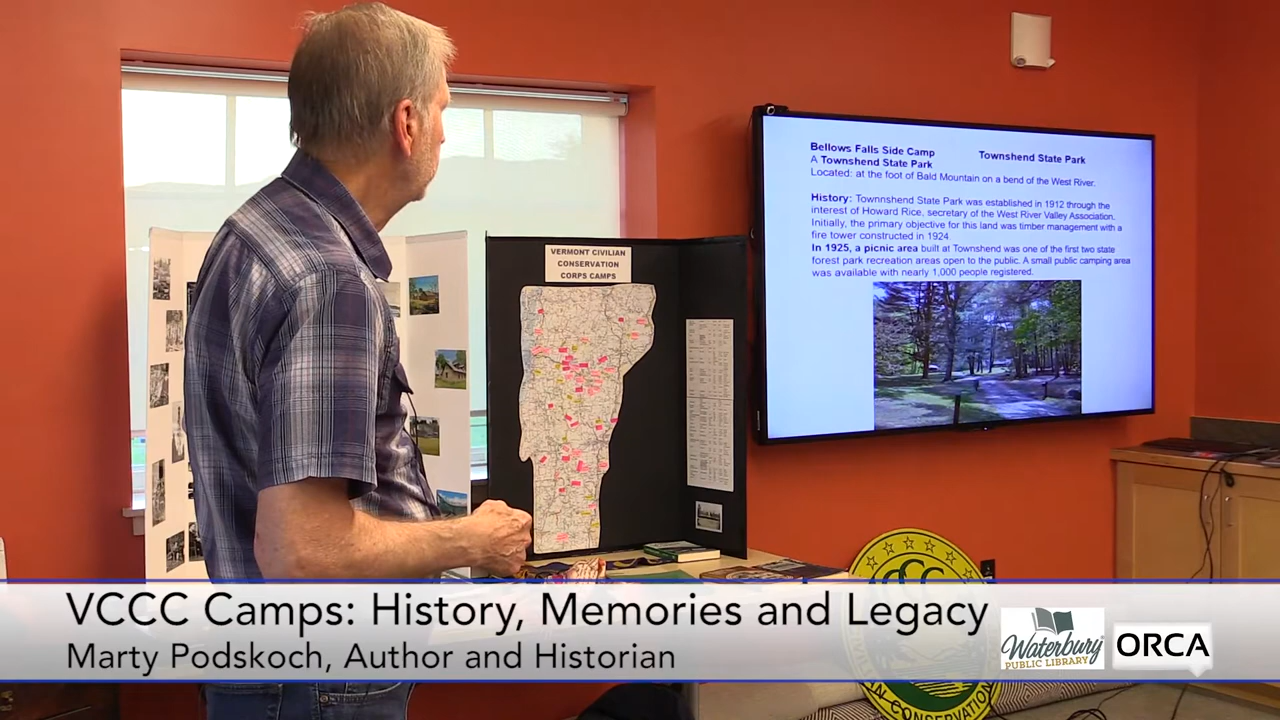 Bellows Falls Side Camp
Townshend State Park
A Townshend State Park
Located: at the foot of Bald Mountain on a bend of the West River.
History: Townnshend State Park was established in 1912 through the
interest of Howard Rice, secretary of the West River Valley Association.
Initially, the primary objective for this land was timber management with a
fire tower constructed in 1924
In 1925, a picnic area built at Townshend was one of the first two state
forest park recreation areas open to the public. A small public camping area
was available with nearly 1,000 people registered.
VERMONT CIVILIAN
CONSERVATION
CORPS CAMPS
CCC
CONSERVATION
VCCC Camps: History, Memories and Legacy
Marty Podskoch, Author and Historian
Waterbury
PUBLIC LIBRARY
ORCA